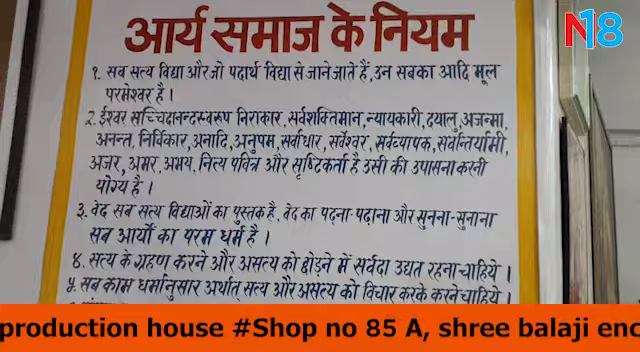 N18
आर्य समाज के नियम
१. सब सत्य विद्या और जो पदार्थ विद्या से जाने जाते हैं, उन सबका आदि मूल
परमेश्वर है।
2. ईश्वर सच्चिदानन्दस्वरूप निराकार, सर्वशक्तिमान, न्यायकारी, दयालु, अजन्मा,
अनन्त, निर्विकार, अनादि, अनुपम, सर्वाधार, सर्वेश्वर, सर्वव्यापक, सर्वान्तर्यामी,
अजर, अमर, अभय, नित्य पवित्र और सृष्टिकर्ता है उसी की उपासना करनी
योग्य है।
३. वेद सब सत्य विद्याओं का पुस्तक है, वेद का पढ़ना-पढ़ाना और सुनना-सुनाना
सब आर्यों का परम धर्म है।
४. सत्य के ग्रहण करने और असत्य को छोड़ने में सर्वदा उद्यत रहना चाहिये।
५. सब काम धर्मानुसार अर्थात् सत्य और असत्य को विचार करके करने चाहिये।
production house #Shop no 85 A, shree balaji enc